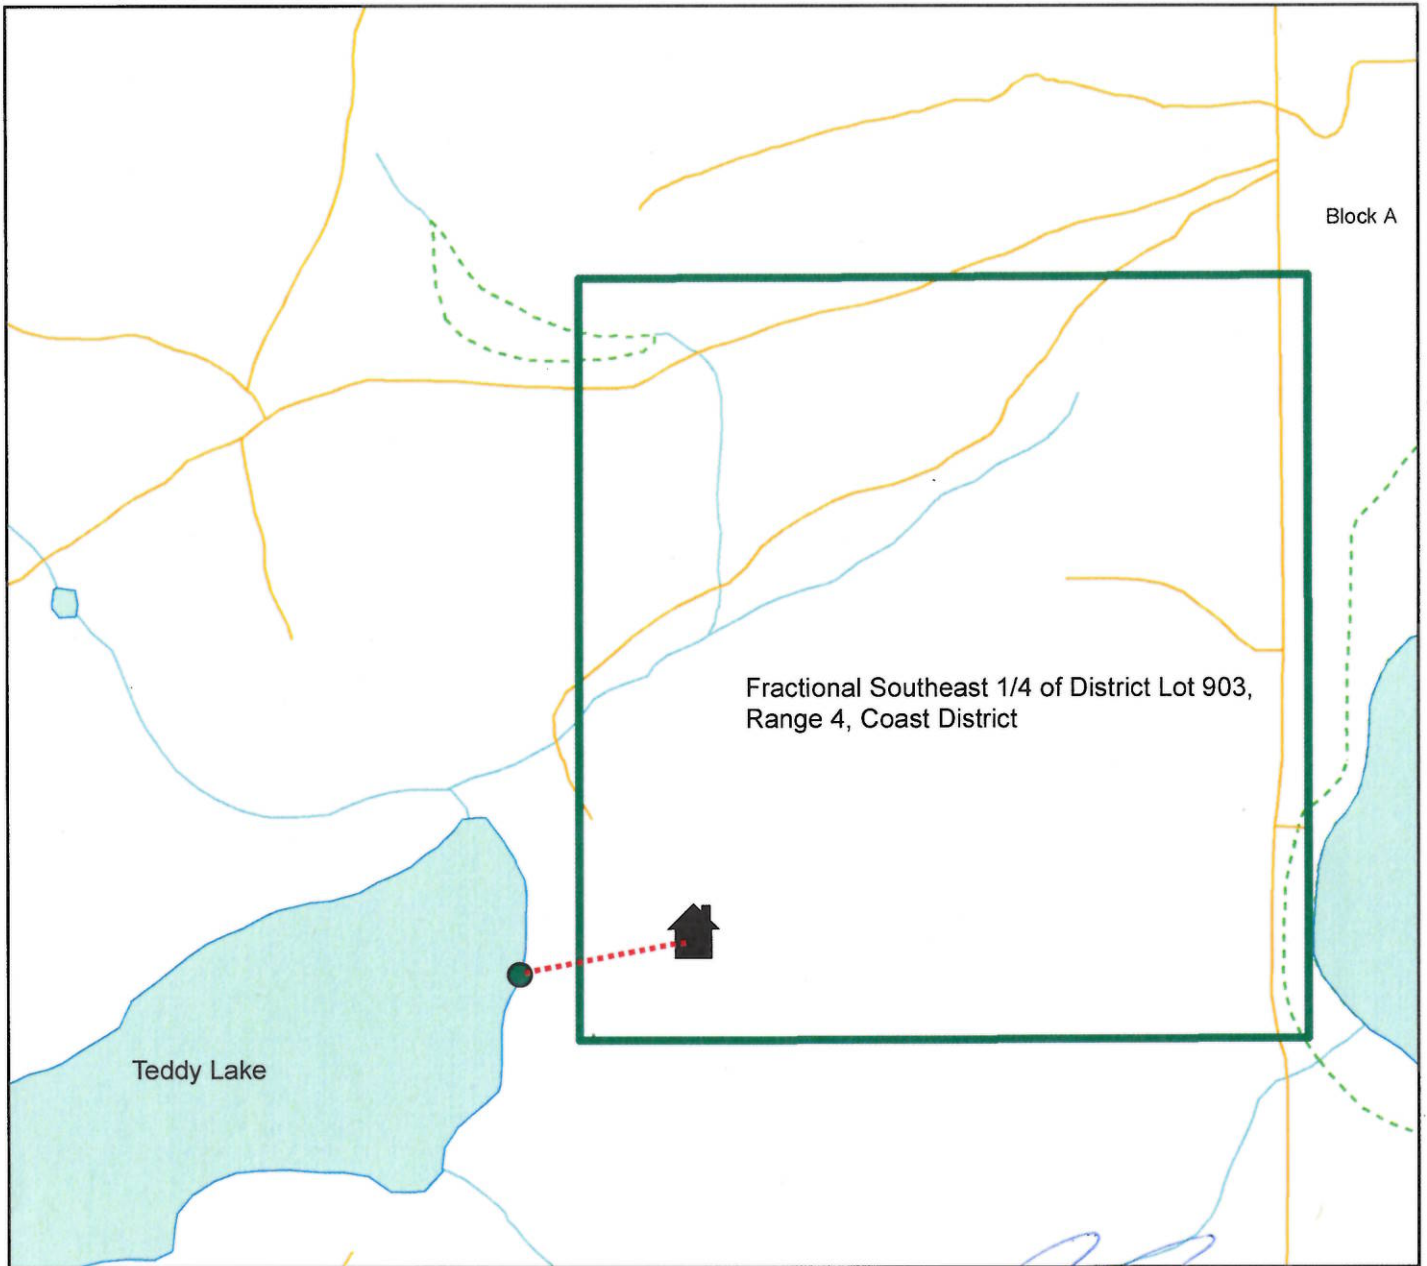 Block A
Fractional Southeast 1/4 of District Lot 903,
Range 4, Coast District
Teddy Lake